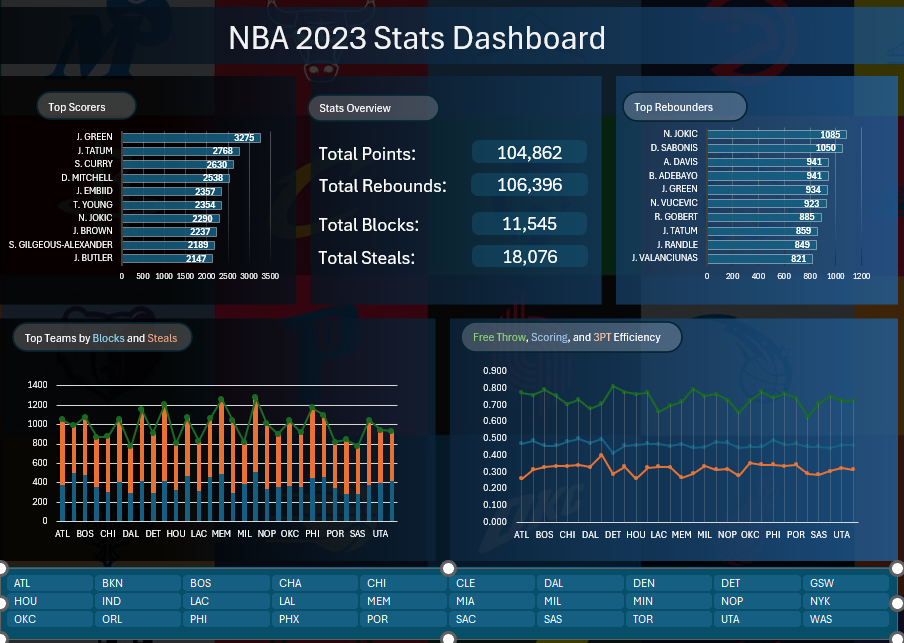 NBA 2023 Stats Dashboard
Top Scorers
J. GREEN 3275
J. TATUM 2768
S. CURRY 2630
D. MITCHELL 2538
J. EMBIID 2357
T. YOUNG 2354
N. JOKIC 2290
J. BROWN 2237
S. GILGEOUS-ALEXANDER 2189
J. BUTLER 2147
0 500 1000 1500 2000 2500 3000 3500
Stats Overview
Total Points: 104,862
Total Rebounds: 106,396
Total Blocks: 11,545
Total Steals: 18,076
Top Rebounders
N. JOKIC 1085
D. SABONIS 1050
A. DAVIS 941
B. ADEBAYO 941
J. GREEN 934
N. VUCEVIC 923
R. GOBERT 885
J. TATUM 859
J. RANDLE 849
J. VALANCIUNAS 821
0 200 400 600 800 1000 1200
Top Teams by Blocks and Steals
1400
1200
1000
800
600
400
200
0
ATL BOS CHI DAL DET HOU LAC MEM MIL NOP OKC PHI POR SAS UTA
Free Throw, Scoring, and 3PT Efficiency
0.900
0.800
0.700
0.600
0.500
0.400
0.300
0.200
0.100
0.000
ATL BOS CHI DAL DET HOU LAC MEM MIL NOP OKC PHI POR SAS UTA
ATL BKN BOS CHA CHI CLE DAL DEN DET GSW
HOU IND LAC LAL MEM MIA MIL MIN NOP NYK
OKC ORL PHI PHX POR SAC SAS TOR UTA WAS